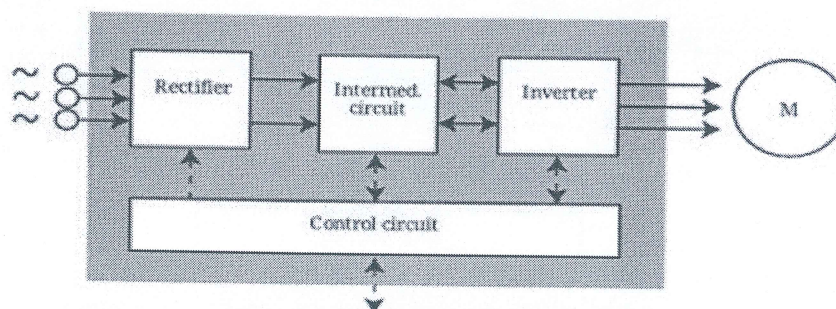 Rectifier
Intermed.
circuit
Inverter
M
Control circuit